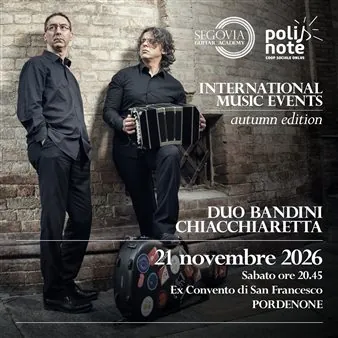 SEGOVIA
GUITAR ACADEMY
poli
note
COOP SOCIALE ONLUS
INTERNATIONAL
MUSIC EVENTS
autumn edition
DUO BANDINI
CHIACCHIARETTA
21 novembre 2026
Sabato ore 20.45
Ex Convento di San Francesco
PORDENONE